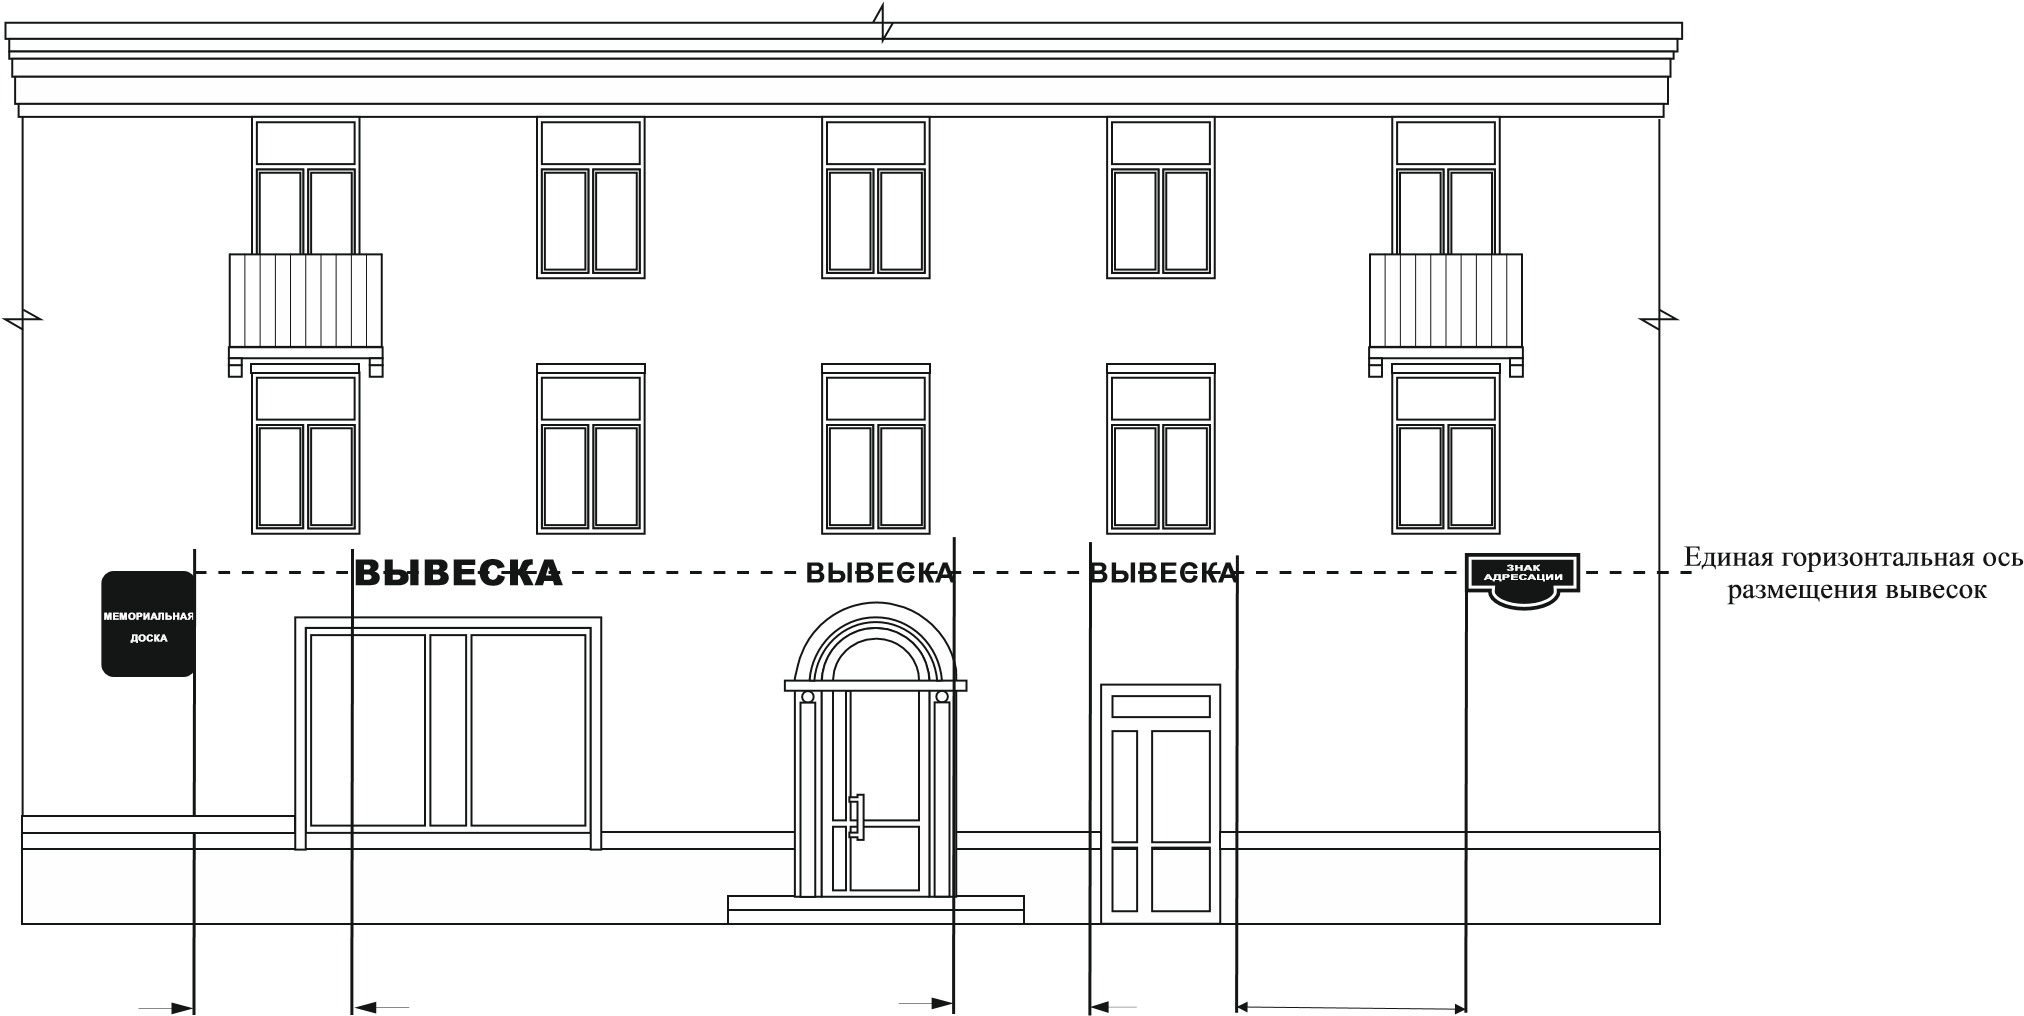 ВЫВЕСКА
ВЫВЕСКА
ВЫВЕСКА
ЗНАК
АДРЕСАЦИИ
Единая горизонтальная ось
размещения вывесок
МЕМОРИАЛЬНАЯ
ДОСКА